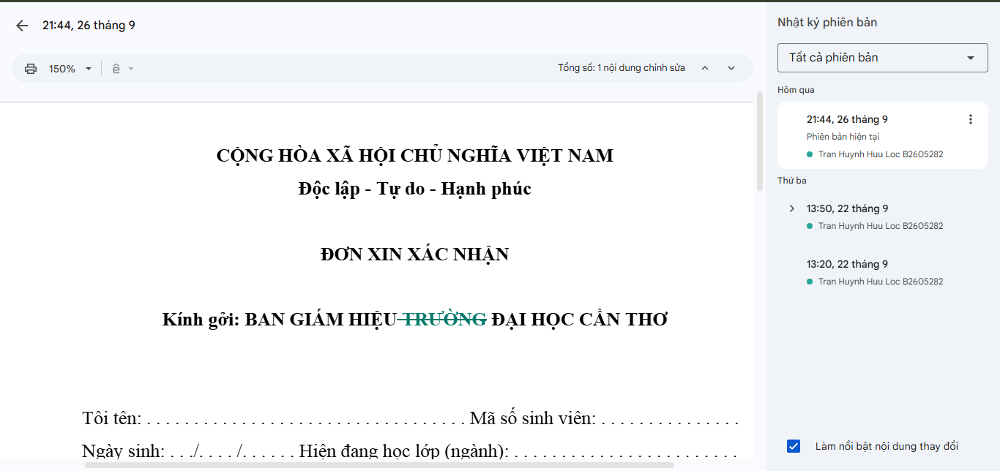 21:44, 26 tháng 9
150%
Tổng số: 1 nội dung chỉnh sửa
CỘNG HÒA XÃ HỘI CHỦ NGHĨA VIỆT NAM
Độc lập - Tự do - Hạnh phúc
ĐƠN XIN XÁC NHẬN
Kính gởi: BAN GIÁM HIỆU TRƯỜNG ĐẠI HỌC CẦN THƠ
Tôi tên: . . . . . . . . . . . . . . . . . . . . . . . . . . . . . . . . . . Mã số sinh viên: . . . . . . . . . . . . . . .
Ngày sinh: . . ./. . . . /. . . . . . Hiện đang học lớp (ngành): . . . . . . . . . . . . . . . . . . . . . . . .
Nhật ký phiên bản
Tất cả phiên bản
Hôm qua
21:44, 26 tháng 9
Phiên bản hiện tại
Tran Huynh Huu Loc B2605282
Thứ ba
13:50, 22 tháng 9
Tran Huynh Huu Loc B2605282
13:20, 22 tháng 9
Tran Huynh Huu Loc B2605282
Làm nổi bật nội dung thay đổi